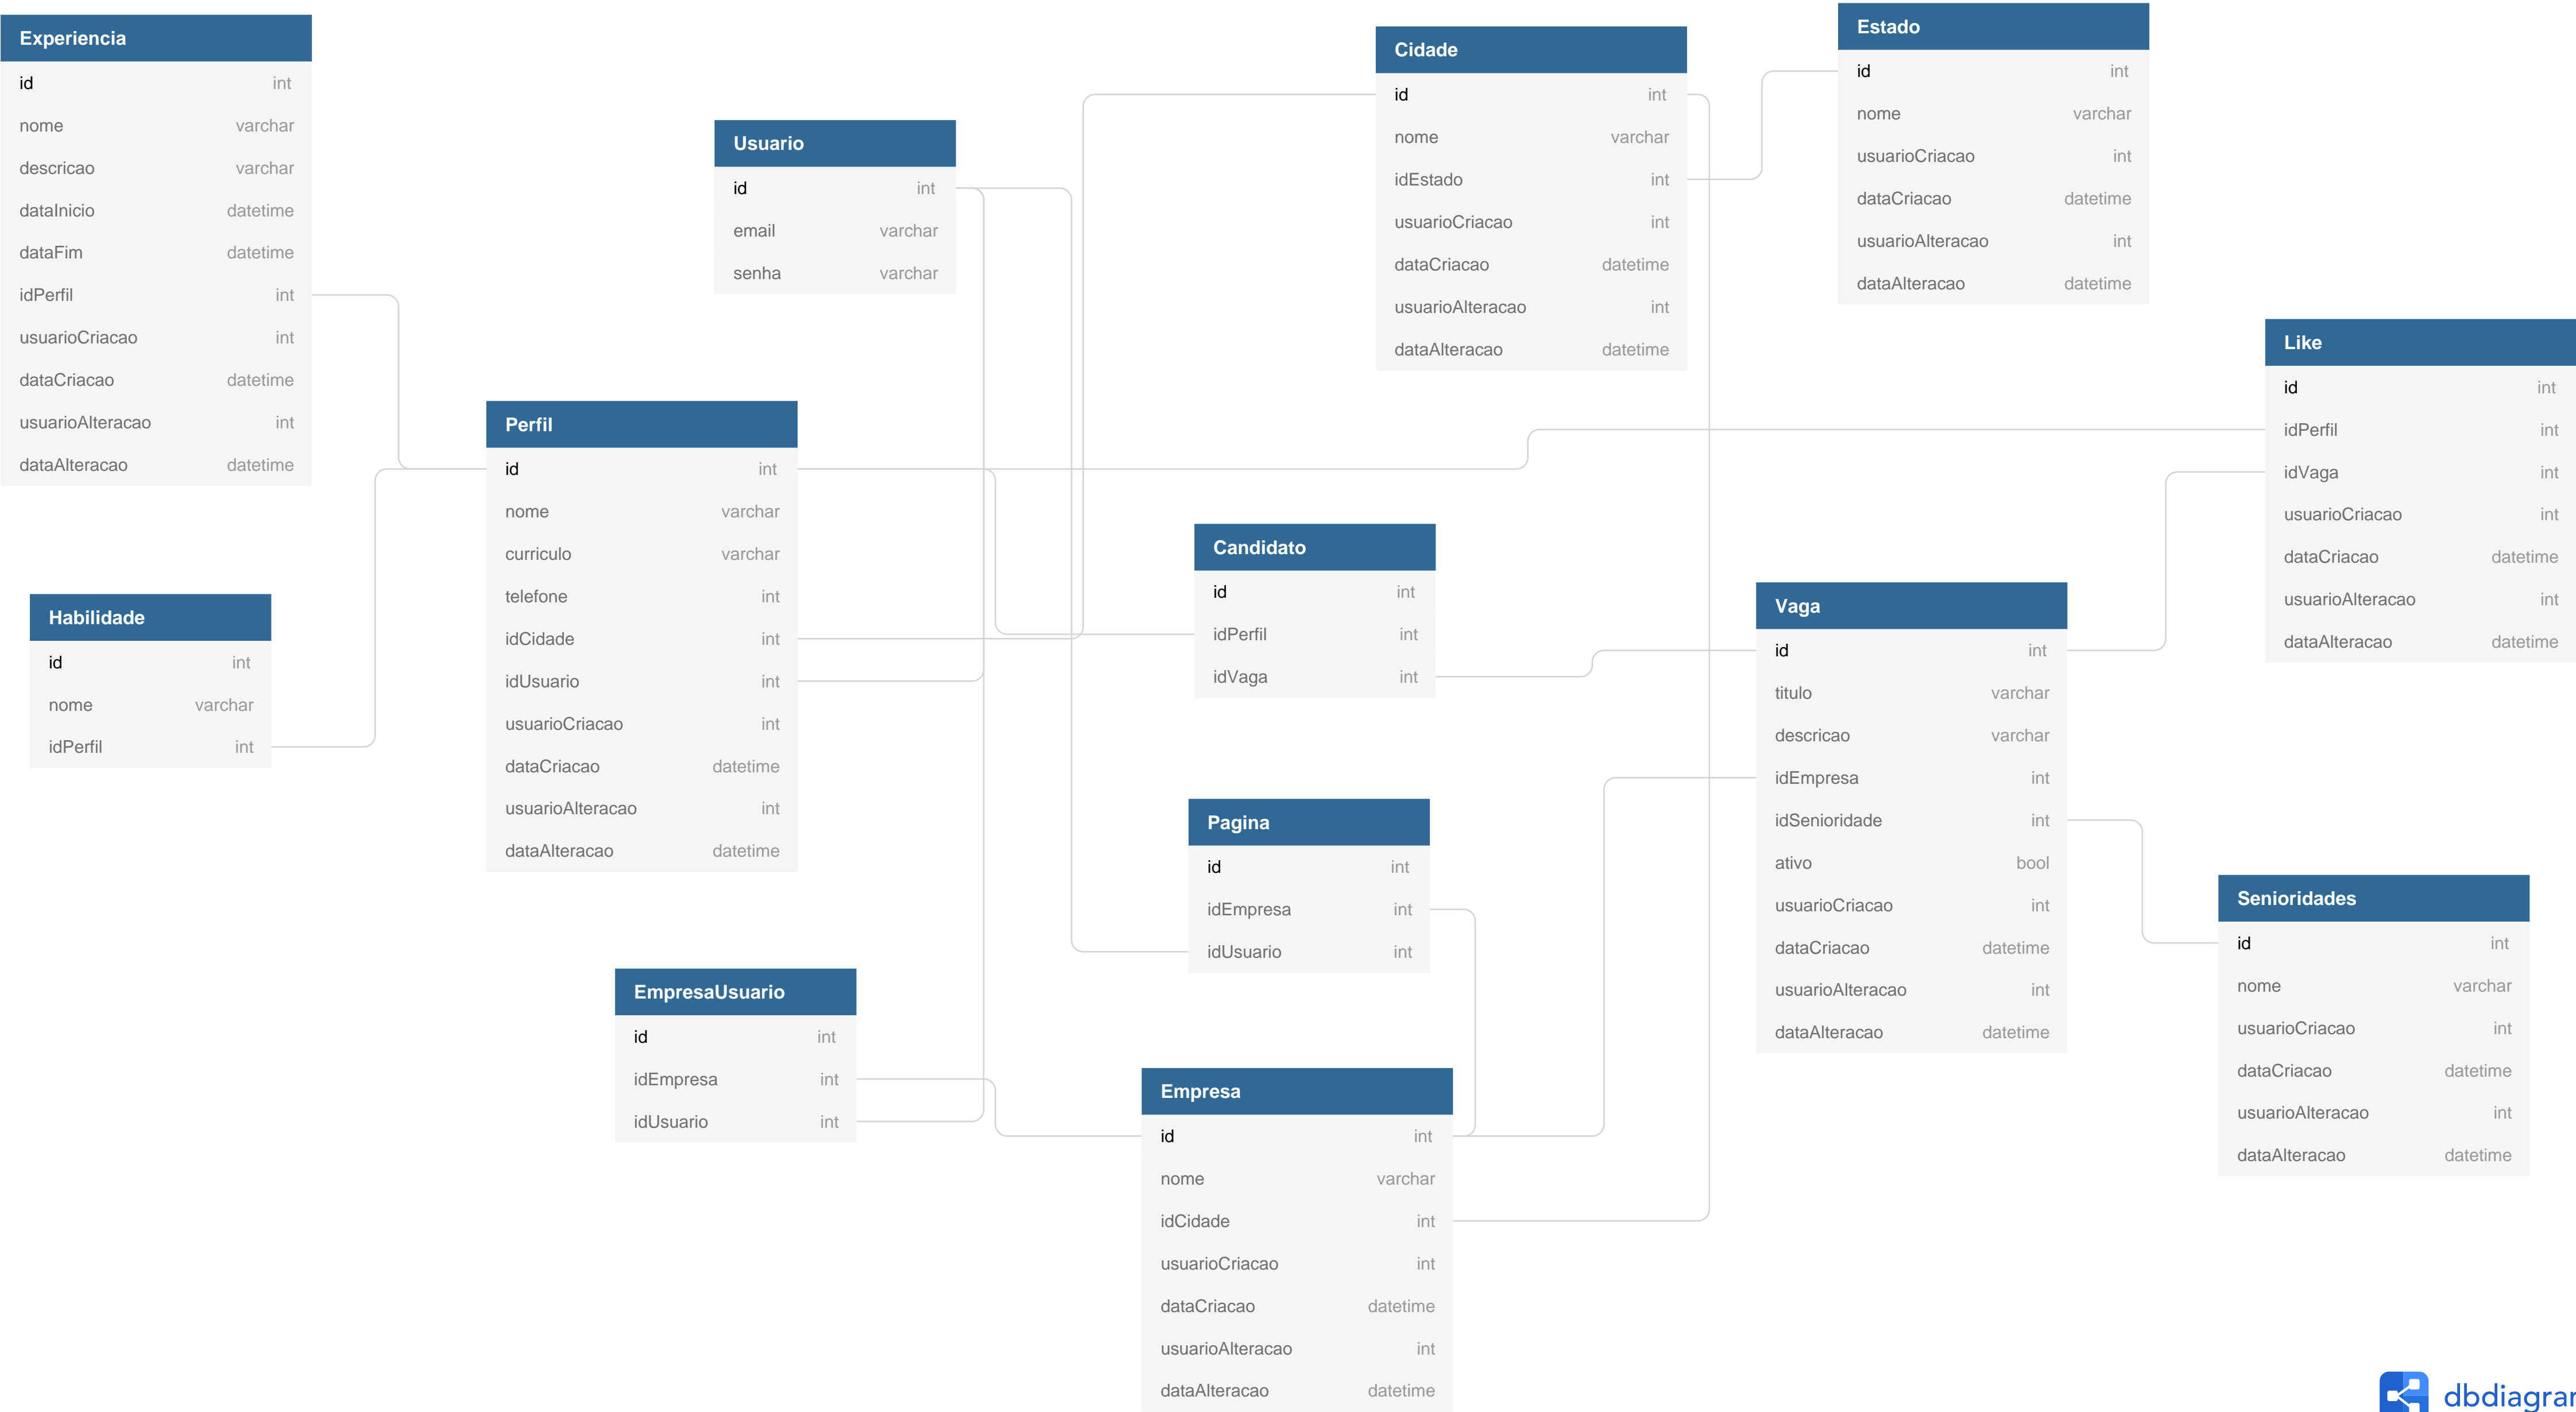 Experiencia
id int
nome varchar
descricao varchar
dataInicio datetime
dataFim datetime
idPerfil int
usuarioCriacao int
dataCriacao datetime
usuarioAlteracao int
dataAlteracao datetime
Habilidade
id int
nome varchar
idPerfil int
Usuario
id int
email varchar
senha varchar
Perfil
id int
nome varchar
curriculo varchar
telefone int
idCidade int
idUsuario int
usuarioCriacao int
dataCriacao datetime
usuarioAlteracao int
dataAlteracao datetime
EmpresaUsuario
id int
idEmpresa int
idUsuario int
Cidade
id int
nome varchar
idEstado int
usuarioCriacao int
dataCriacao datetime
usuarioAlteracao int
dataAlteracao datetime
Candidato
id int
idPerfil int
idVaga int
Pagina
id int
idEmpresa int
idUsuario int
Empresa
id int
nome varchar
idCidade int
usuarioCriacao int
dataCriacao datetime
usuarioAlteracao int
dataAlteracao datetime
Estado
id int
nome varchar
usuarioCriacao int
dataCriacao datetime
usuarioAlteracao int
dataAlteracao datetime
Vaga
id int
titulo varchar
descricao varchar
idEmpresa int
idSenioridade int
ativo bool
usuarioCriacao int
dataCriacao datetime
usuarioAlteracao int
dataAlteracao datetime
Like
id int
idPerfil int
idVaga int
usuarioCriacao int
dataCriacao datetime
usuarioAlteracao int
dataAlteracao datetime
Senioridades
id int
nome varchar
usuarioCriacao int
dataCriacao datetime
usuarioAlteracao int
dataAlteracao datetime